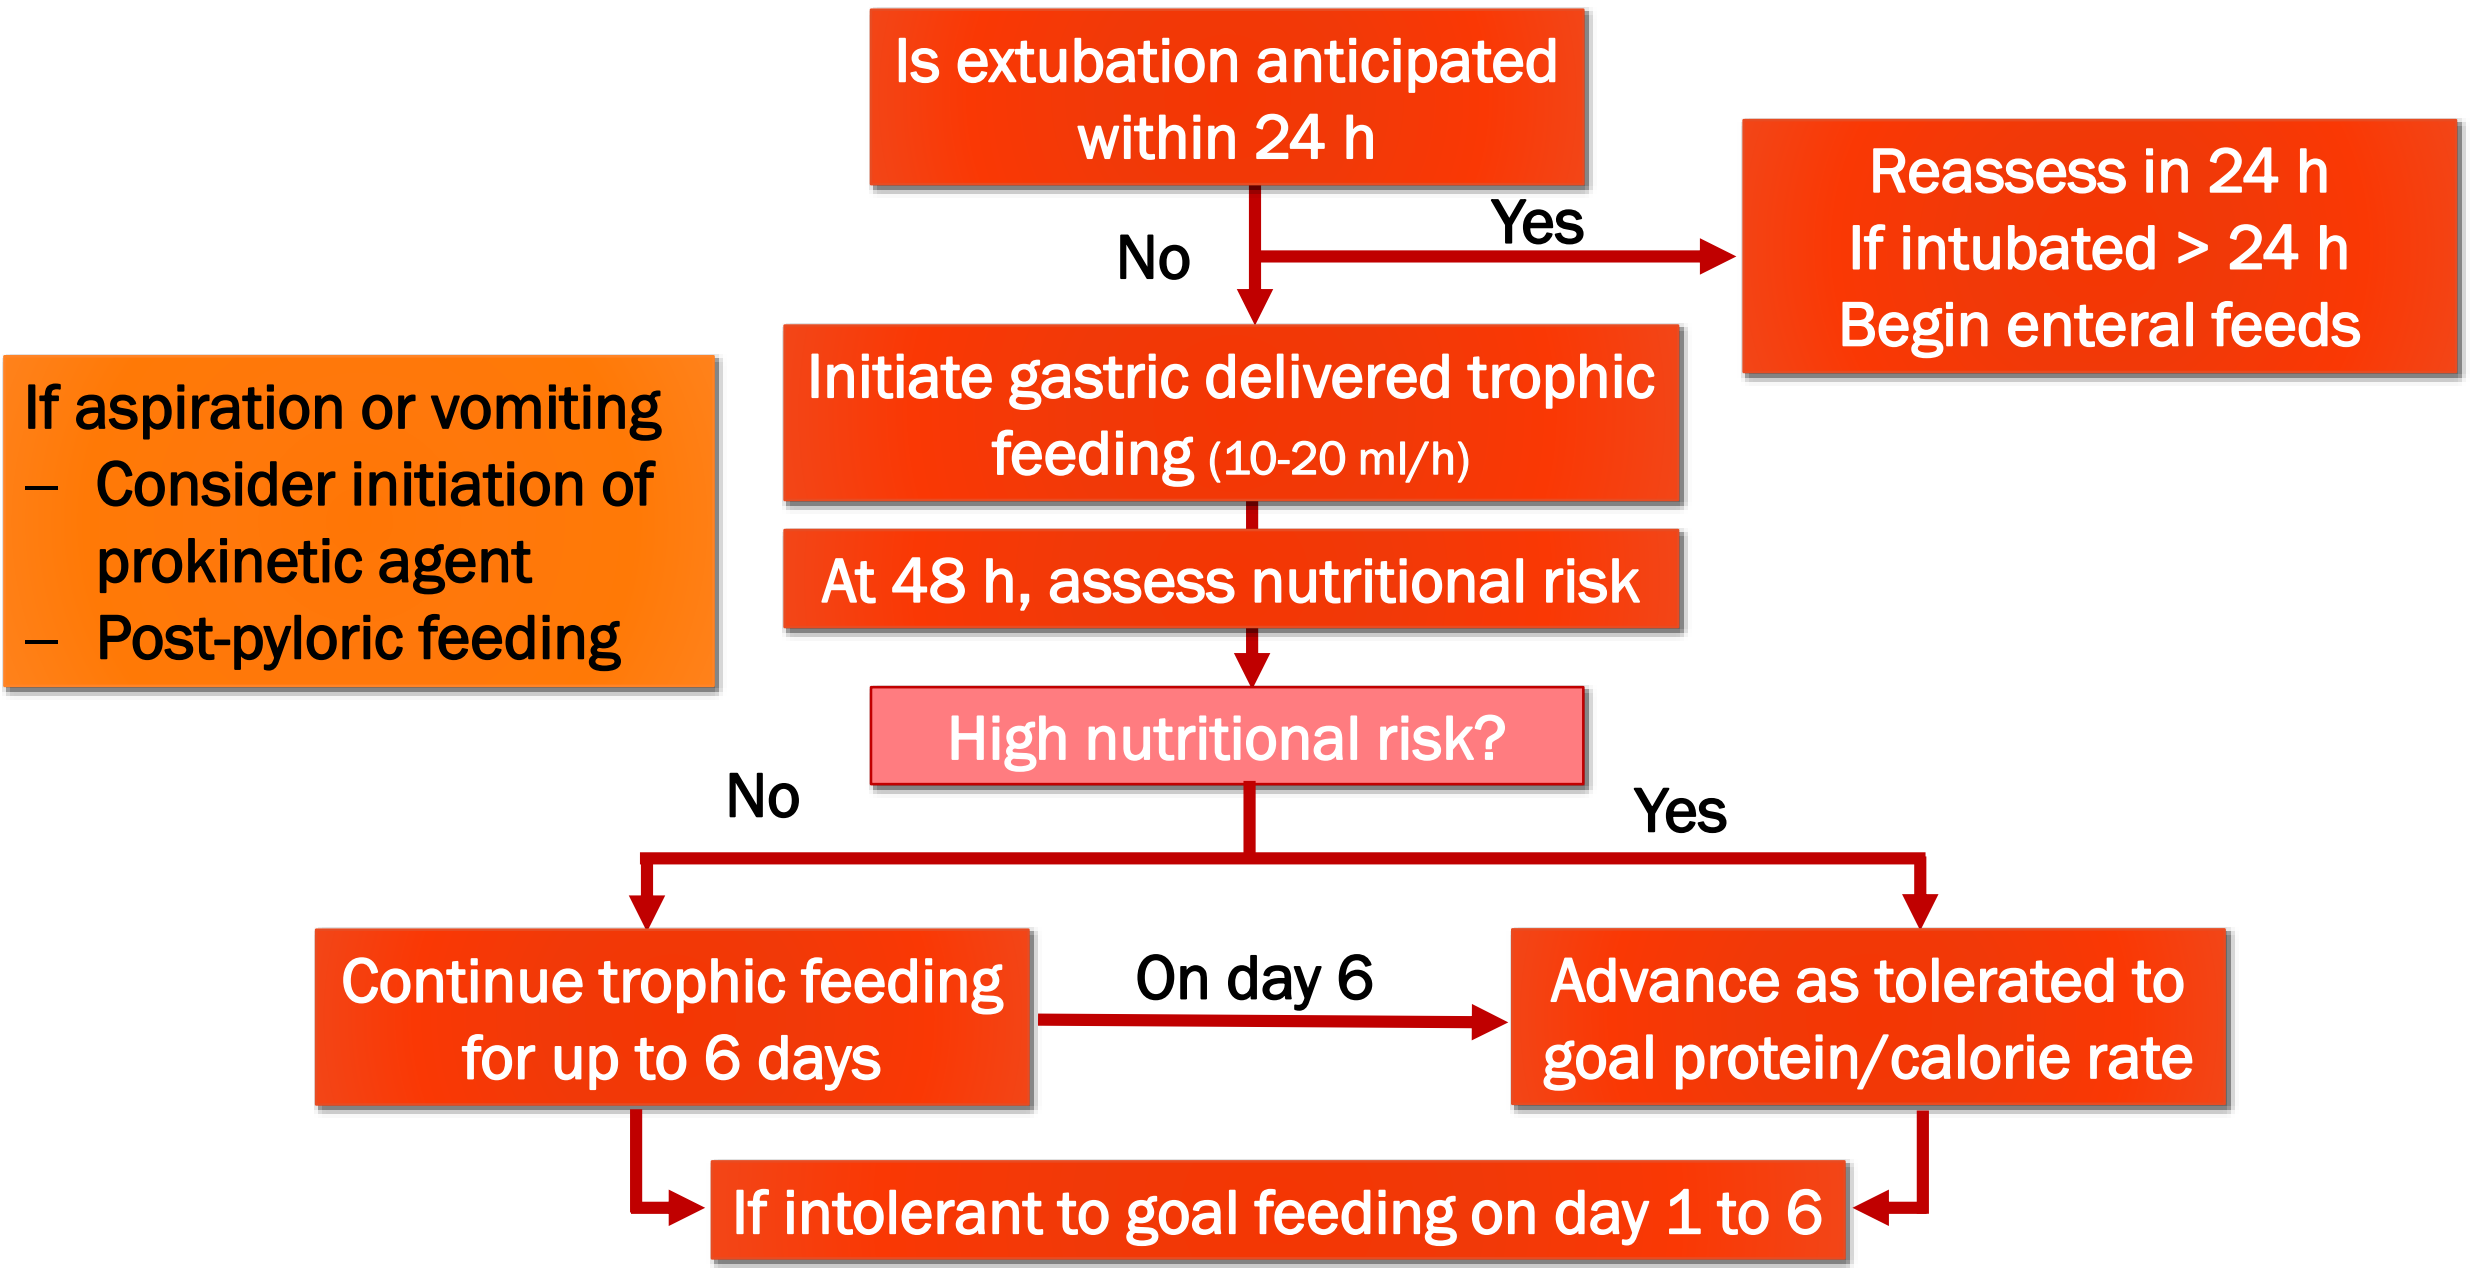 Is extubation anticipated
within 24 h
Yes
No
Reassess in 24 h
If intubated > 24 h
Begin enteral feeds
Initiate gastric delivered trophic
feeding (10-20 ml/h)
If aspiration or vomiting
– Consider initiation of
prokinetic agent
– Post-pyloric feeding
At 48 h, assess nutritional risk
High nutritional risk?
No
Yes
Continue trophic feeding
for up to 6 days
On day 6
Advance as tolerated to
goal protein/calorie rate
If intolerant to goal feeding on day 1 to 6